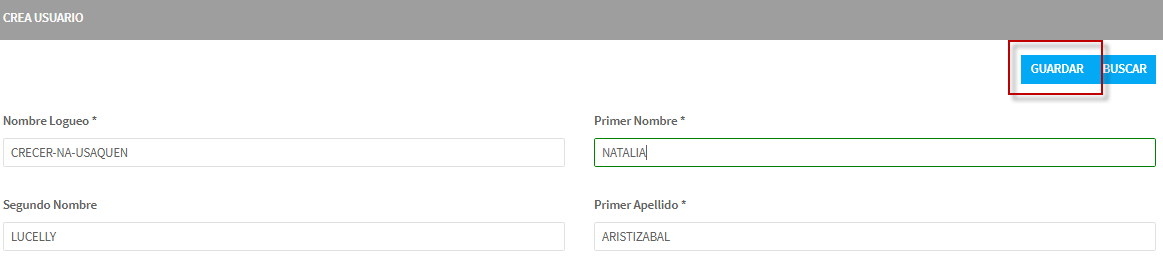 CREA USUARIO
GUARDAR BUSCAR
Nombre Logueo * Primer Nombre *
CRECER-NA-USAQUEN NATALIA
Segundo Nombre Primer Apellido *
LUCELLY ARISTIZABAL